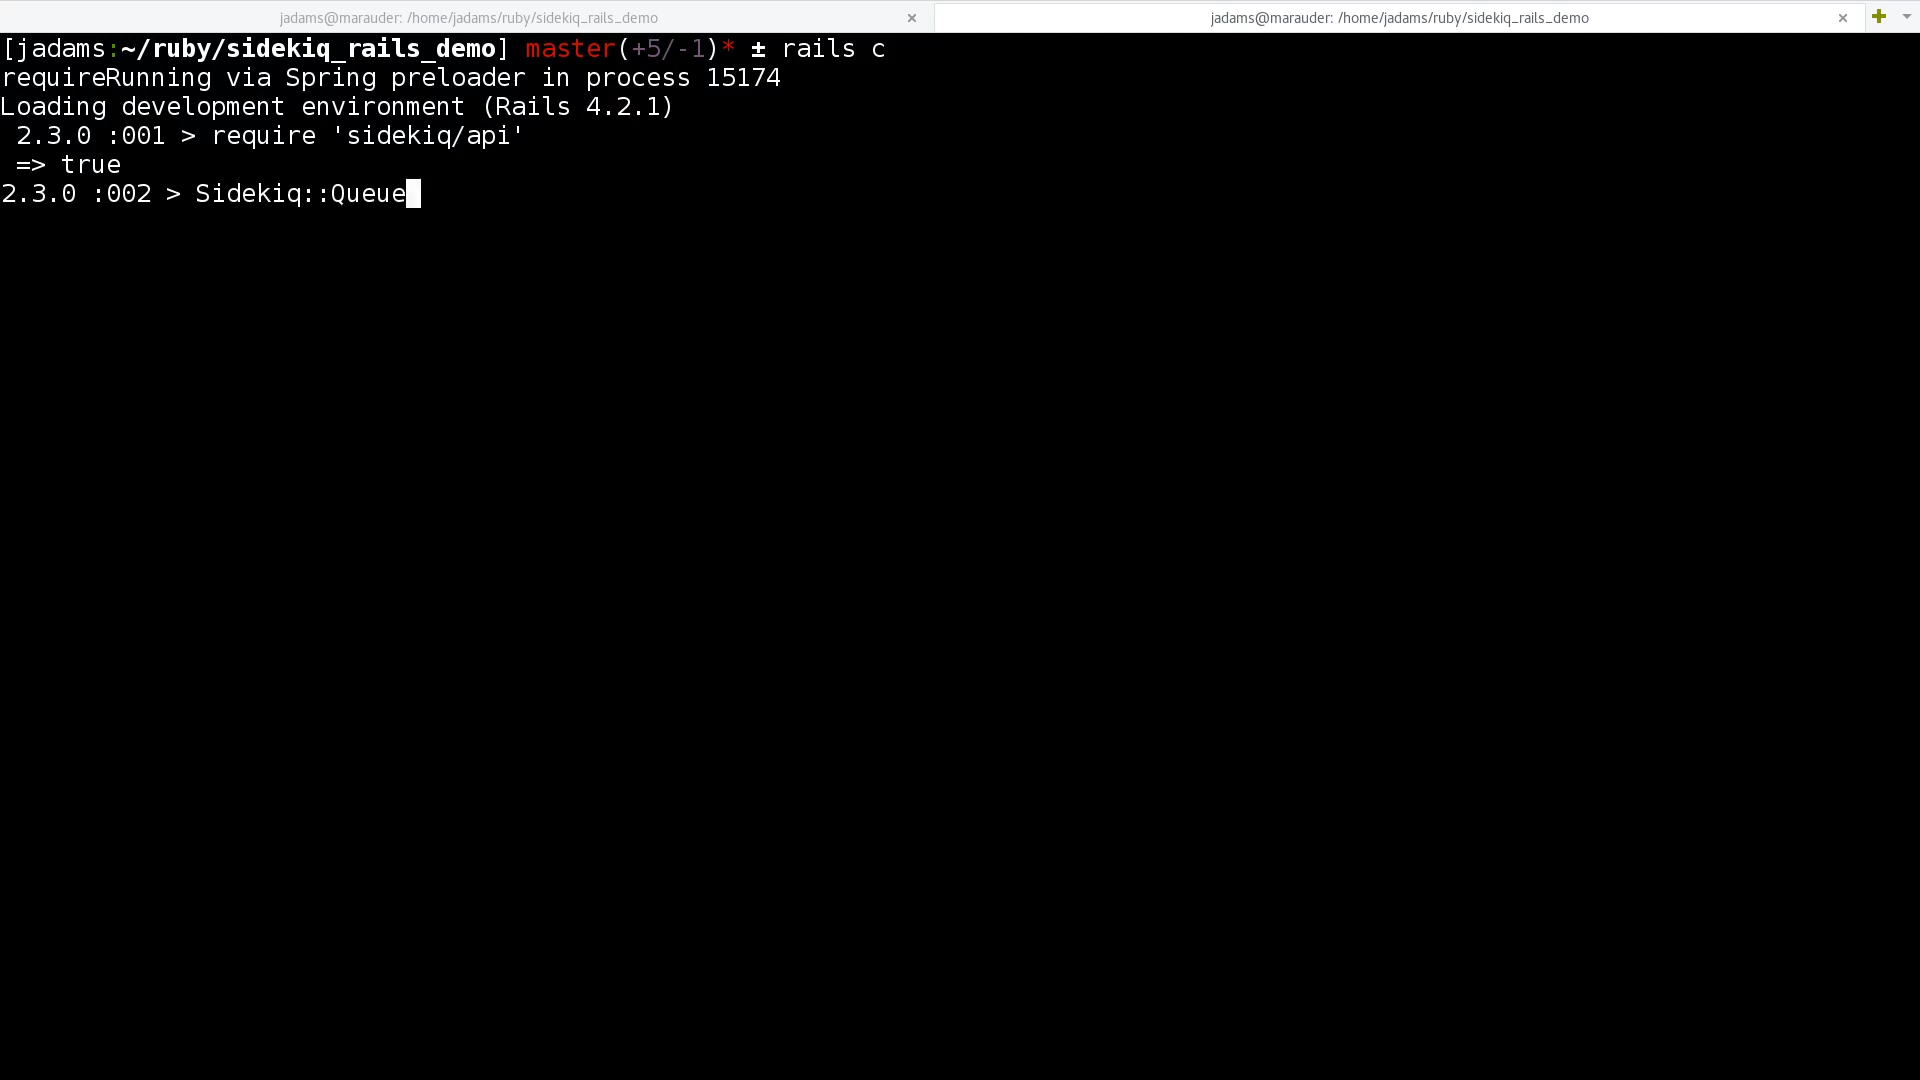 jadams@marauder: /home/jadams/ruby/sidekiq_rails_demo × jadams@marauder: /home/jadams/ruby/sidekiq_rails_demo ×
[jadams:~/ruby/sidekiq_rails_demo] master(+5/-1)* ± rails c
requireRunning via Spring preloader in process 15174
Loading development environment (Rails 4.2.1)
2.3.0 :001 > require 'sidekiq/api'
=> true
2.3.0 :002 > Sidekiq::Queue